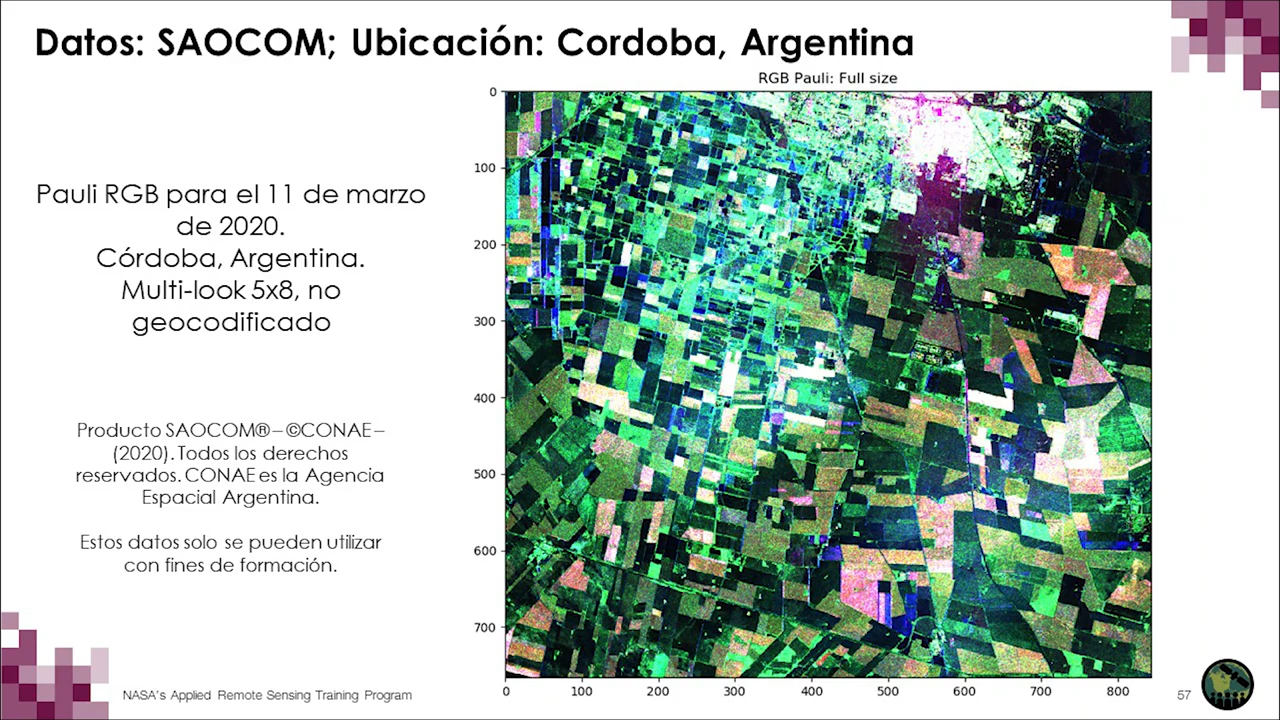 Datos: SAOCOM; Ubicación: Cordoba, Argentina
Pauli RGB para el 11 de marzo
de 2020.
Córdoba, Argentina.
Multi-look 5x8, no
geocodificado
Producto SAOCOM®–©CONAE–
(2020). Todos los derechos
reservados. CONAE es la Agencia
Espacial Argentina.
Estos datos solo se pueden utilizar
con fines de formación.
RGB Pauli: Full size
0
100
200
300
400
500
600
700
0 100 200 300 400 500 600 700 800
NASA's Applied Remote Sensing Training Program
57